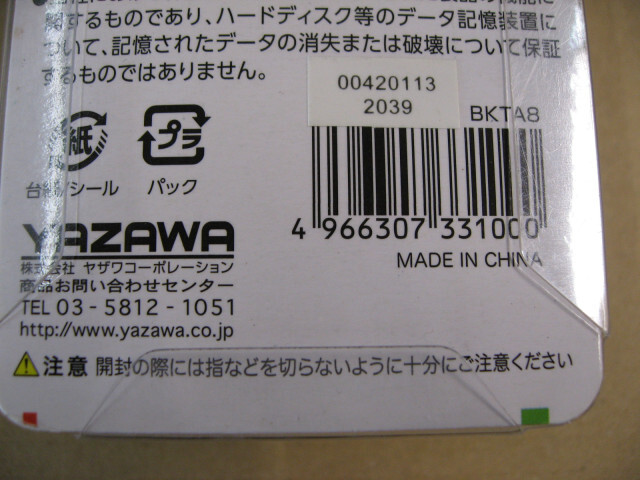 関するものであり、ハードディスク等のデータ記憶装置に
ついて、記憶されたデータの消失または破壊について保証
するものではありません。
00420113
2039
BKTA8
紙
プラ
台紙/シール
パック
4 966307 331000
YAZAWA
MADE IN CHINA
株式会社 ヤザワコーポレーション
商品お問い合わせセンター
TEL 03-5812-1051
http://www.yazawa.co.jp
注意 開封の際には指などを切らないように十分にご注意ください